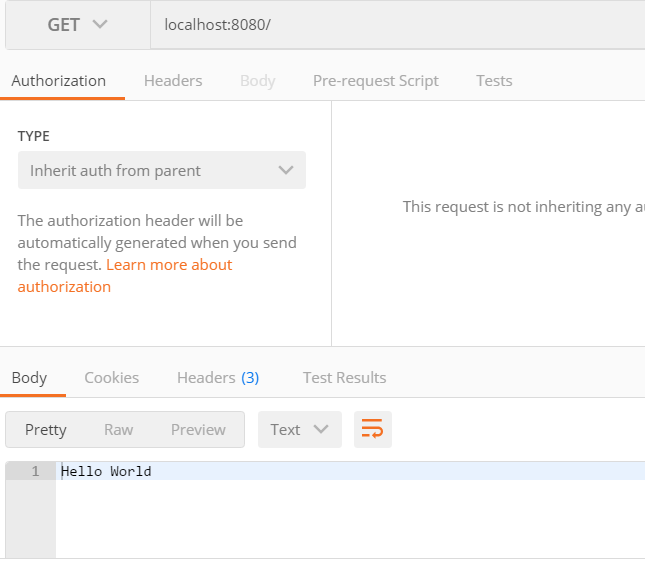 GET localhost:8080/
Authorization Headers Body Pre-request Script Tests
TYPE
Inherit auth from parent
The authorization header will be
automatically generated when you send
the request. Learn more about
authorization
This request is not inheriting any
Body Cookies Headers (3) Test Results
Pretty Raw Preview Text
1 Hello World